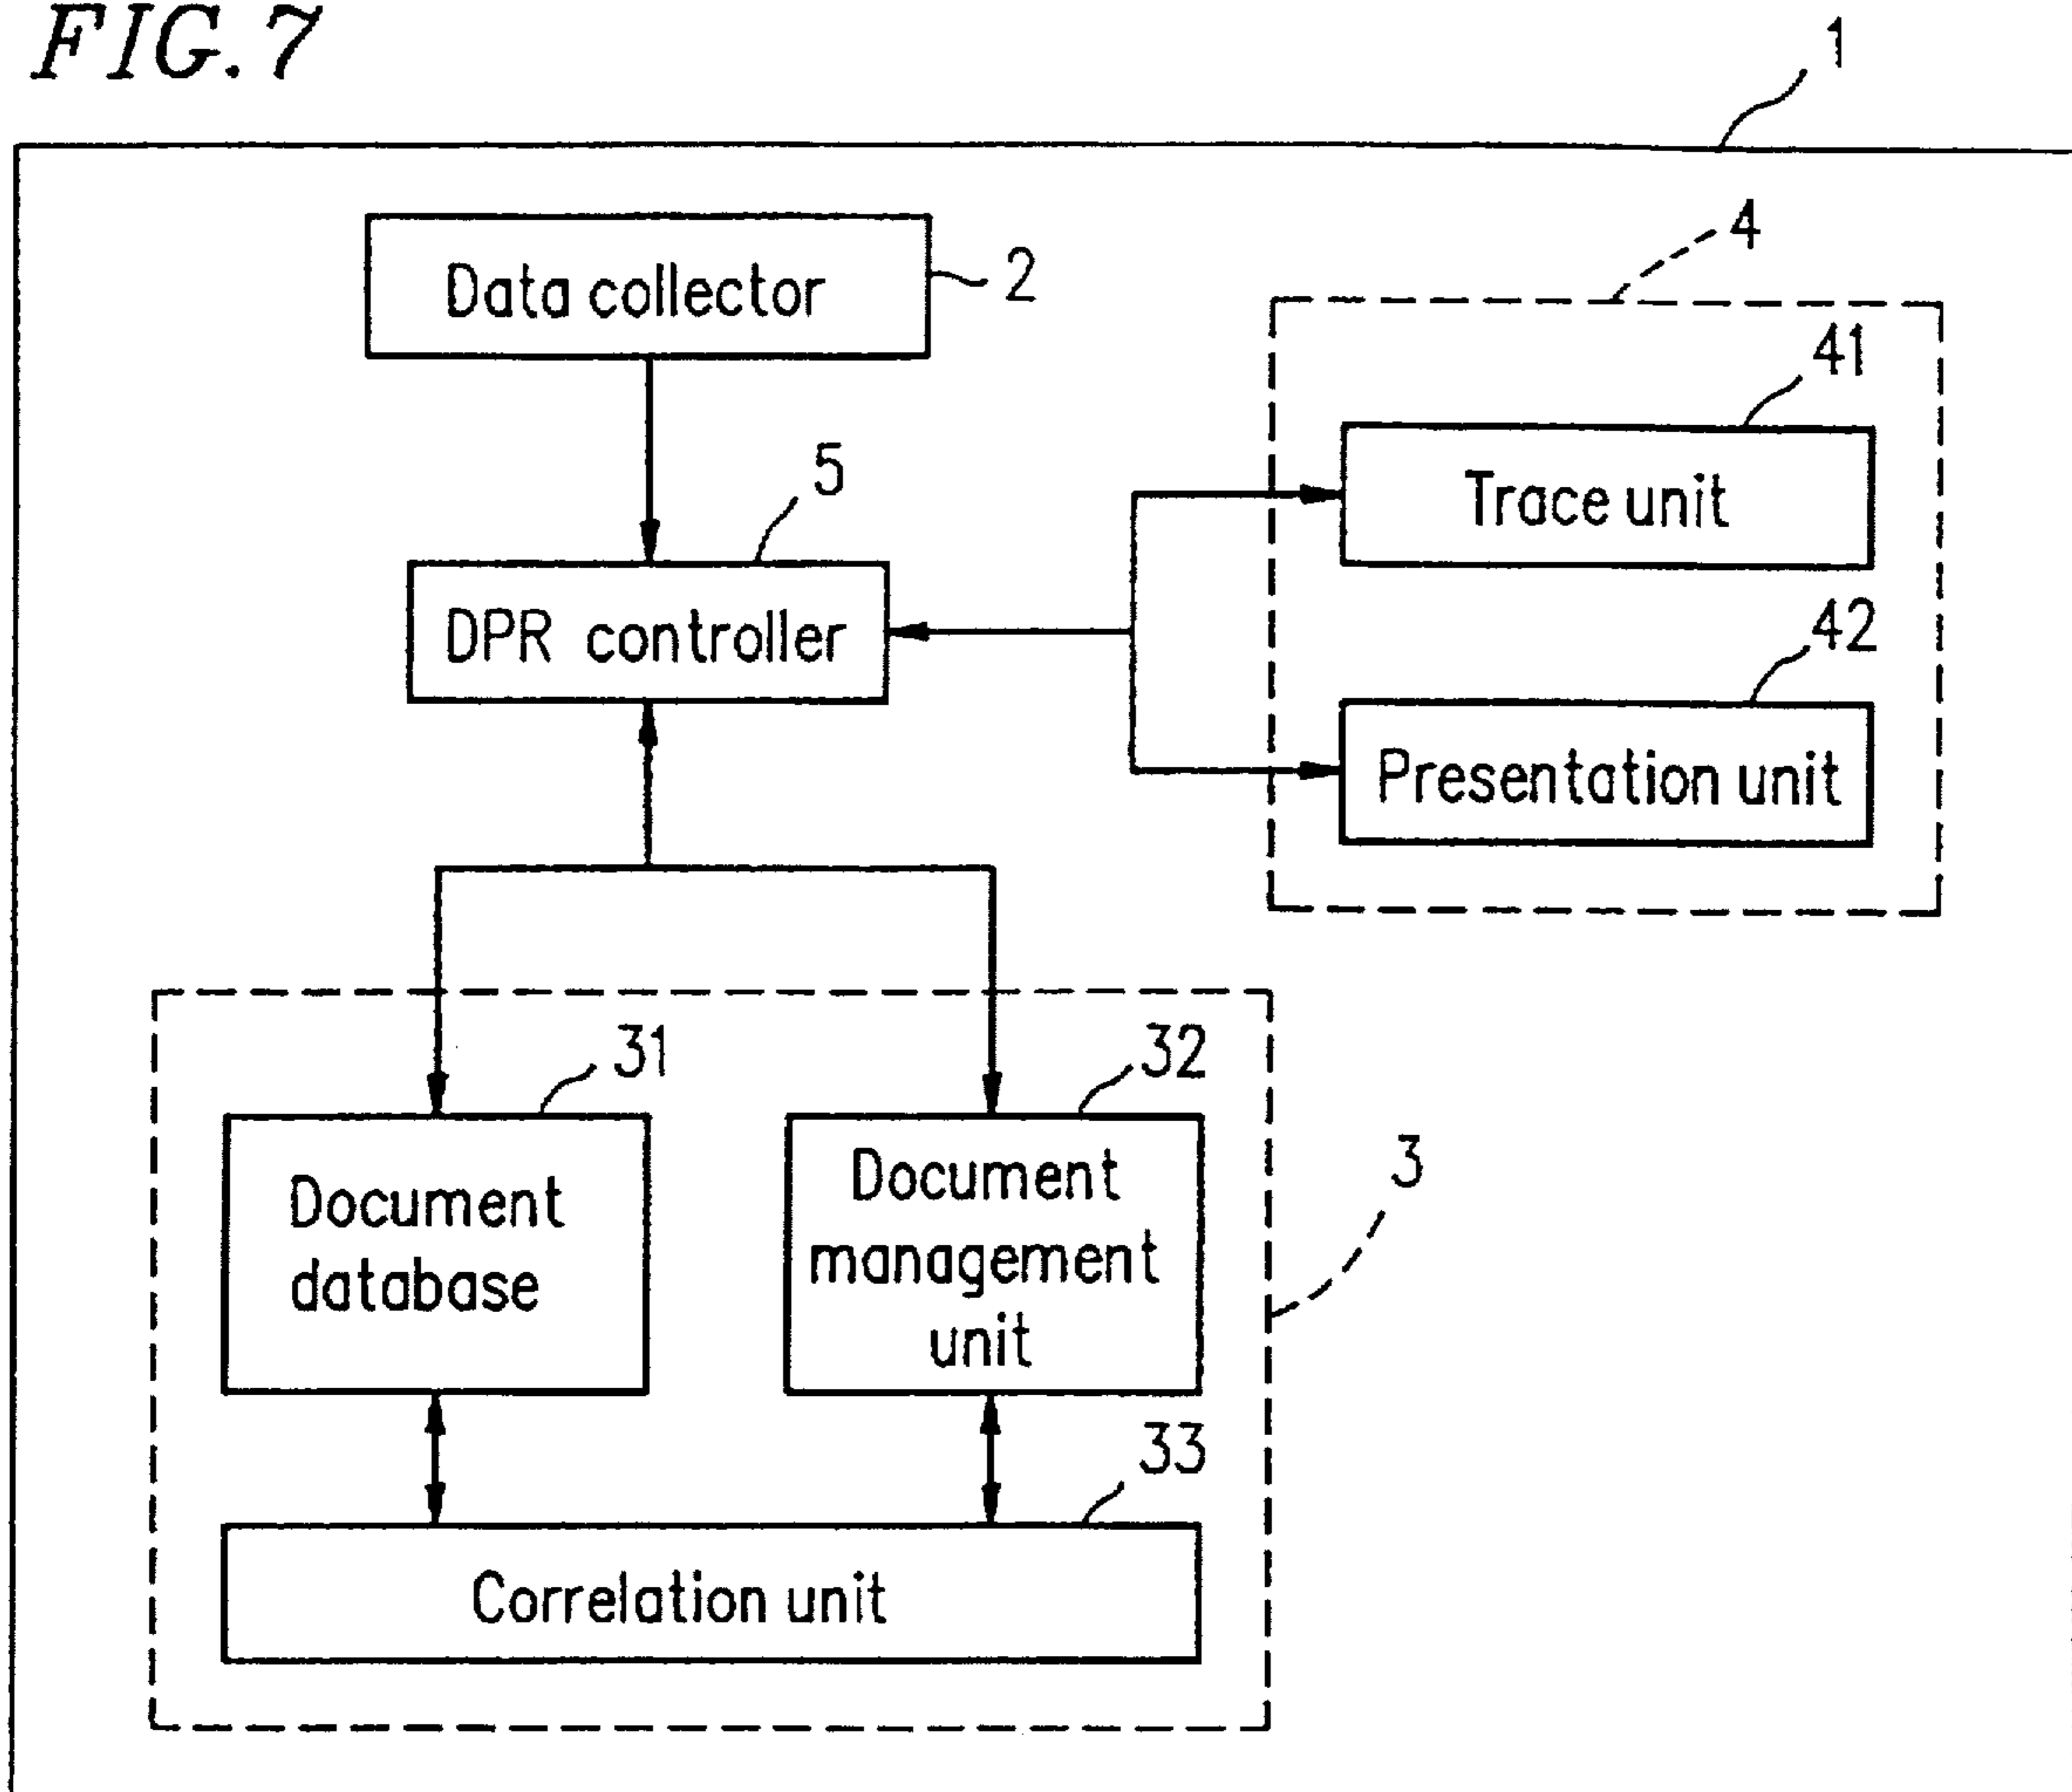 FIG. 7
1
Data collector
2
4
41
Trace unit
5
DPR controller
42
Presentation unit
31
32
Document
database
Document
management
unit
3
33
Correlation unit